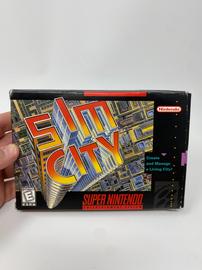 Nintendo
SIM
CITY
Create
and Manage
a Living City!
E
SUPER NINTENDO
ENTERTAINMENT SYSTEM